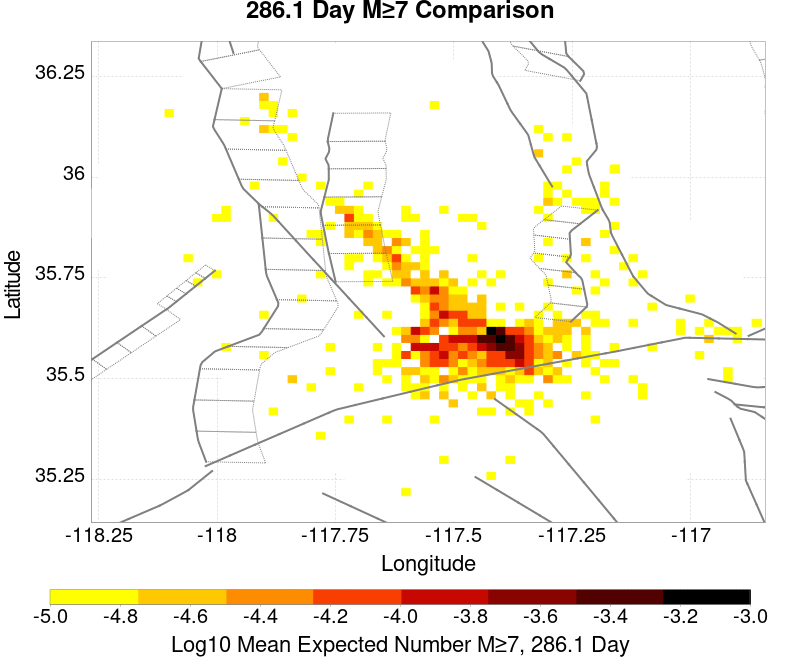 286.1 Day M≥7 Comparison
36.25
36
35.75
35.5
35.25
Latitude
-118.25 -118 -117.75 -117.5 -117.25 -117
Longitude
-5.0 -4.8 -4.6 -4.4 -4.2 -4.0 -3.8 -3.6 -3.4 -3.2 -3.0
Log10 Mean Expected Number M≥7, 286.1 Day